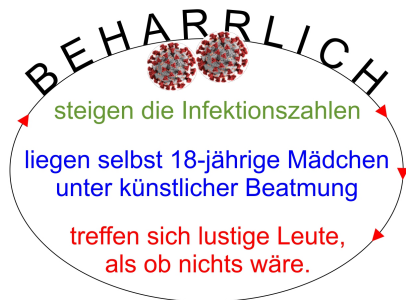 BEHARRLICH
steigen die Infektionszahlen
liegen selbst 18-jährige Mädchen
unter künstlicher Beatmung
treffen sich lustige Leute,
als ob nichts wäre.